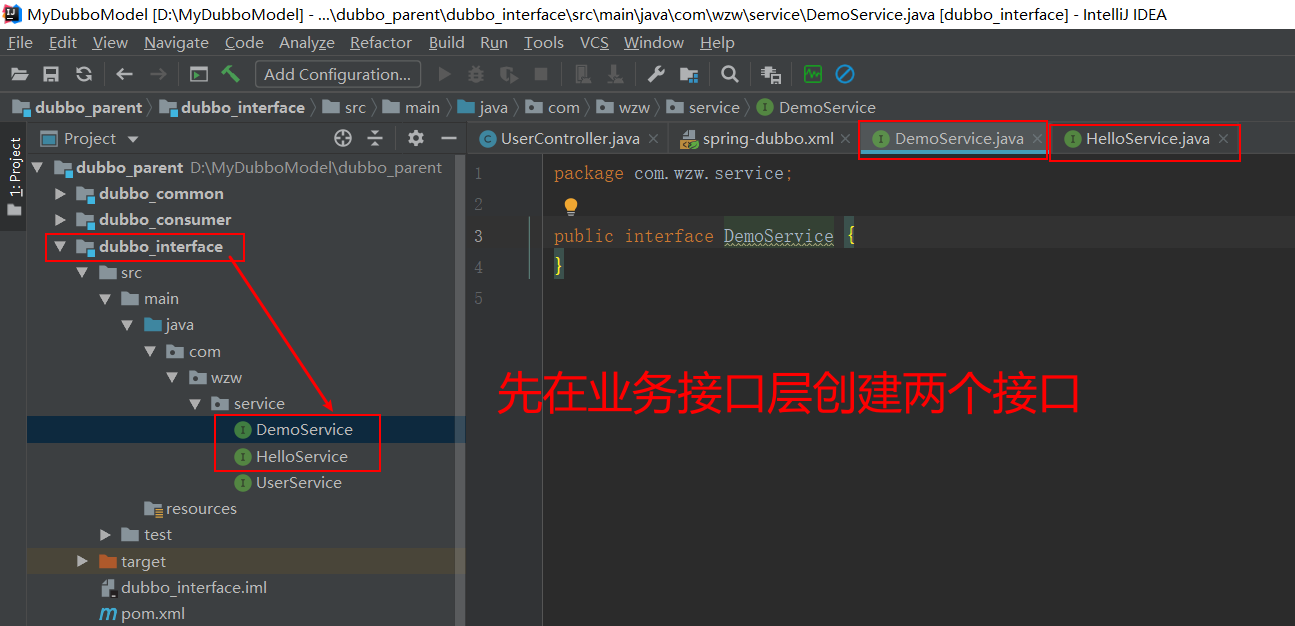 MyDubboModel [D:\MyDubboModel] - ...\dubbo_parent\dubbo_interface\src\main\java\com\wzw\service\DemoService.java [dubbo_interface] - IntelliJ IDEA
File Edit View Navigate Code Analyze Refactor Build Run Tools VCS Window Help
Add Configuration...
dubbo_parent dubbo_interface src main java com wzw service DemoService
1: Project
Project
UserController.java spring-dubbo.xml DemoService.java HelloService.java
dubbo_parent D:\MyDubboModel\dubbo_parent
dubbo_common
dubbo_consumer
dubbo_interface
src
main
java
com
wzw
service
DemoService
HelloService
UserService
resources
test
target
dubbo_interface.iml
pom.xml
1 package com.wzw.service;
2
3 public interface DemoService {
4 }
5
先在业务接口层创建两个接口